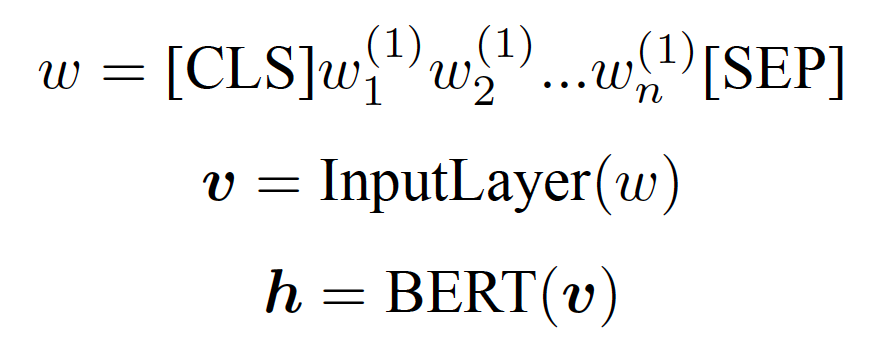 w = [CLS]w_1^{(1)} w_2^{(1)} ... w_n^{(1)} [SEP]
v = InputLayer(w)
h = BERT(v)